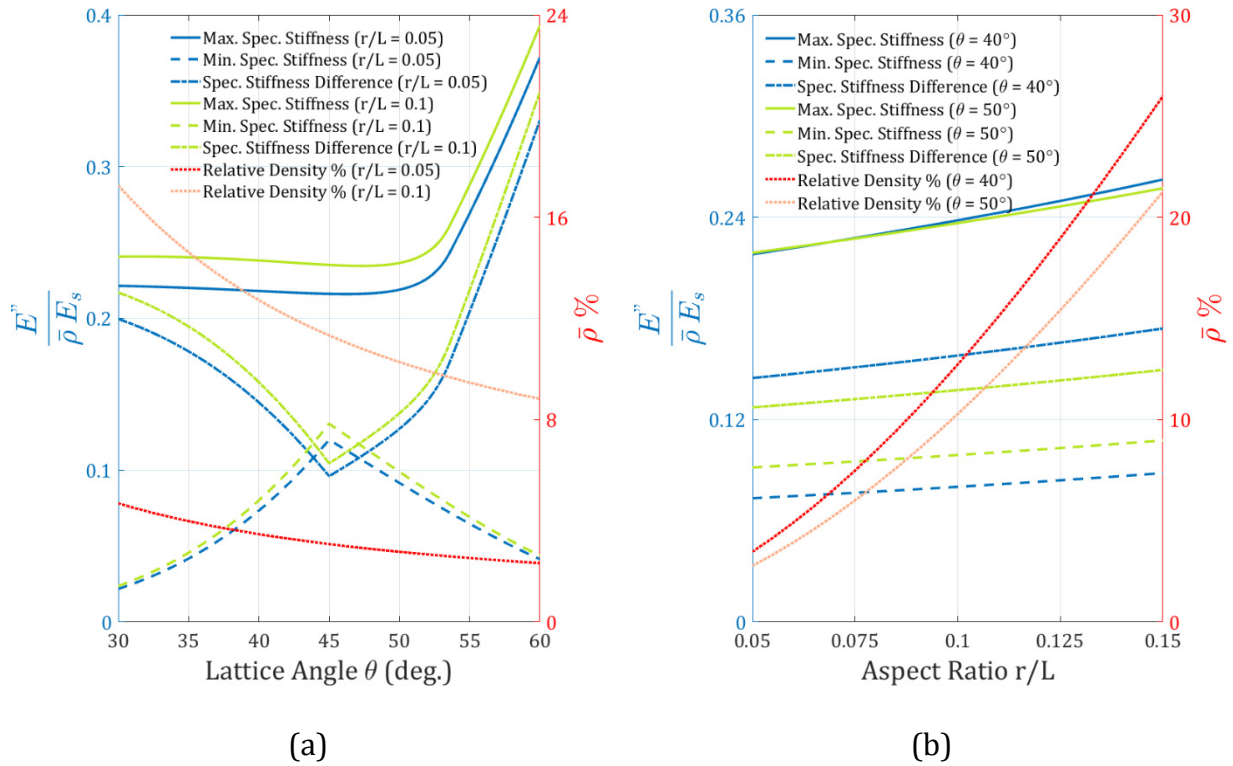 0.4
0.3
0.2
0.1
0
E”
ρ̄ E_s
24
16
8
0
ρ̄ %
Max. Spec. Stiffness (r/L = 0.05)
Min. Spec. Stiffness (r/L = 0.05)
Spec. Stiffness Difference (r/L = 0.05)
Max. Spec. Stiffness (r/L = 0.1)
Min. Spec. Stiffness (r/L = 0.1)
Spec. Stiffness Difference (r/L = 0.1)
Relative Density % (r/L = 0.05)
Relative Density % (r/L = 0.1)
30 35 40 45 50 55 60
Lattice Angle θ (deg.)
(a)
0.36
0.24
0.12
0
E”
ρ̄ E_s
30
20
10
0
ρ̄ %
Max. Spec. Stiffness (θ = 40°)
Min. Spec. Stiffness (θ = 40°)
Spec. Stiffness Difference (θ = 40°)
Max. Spec. Stiffness (θ = 50°)
Min. Spec. Stiffness (θ = 50°)
Spec. Stiffness Difference (θ = 50°)
Relative Density % (θ = 40°)
Relative Density % (θ = 50°)
0.05 0.075 0.1 0.125 0.15
Aspect Ratio r/L
(b)